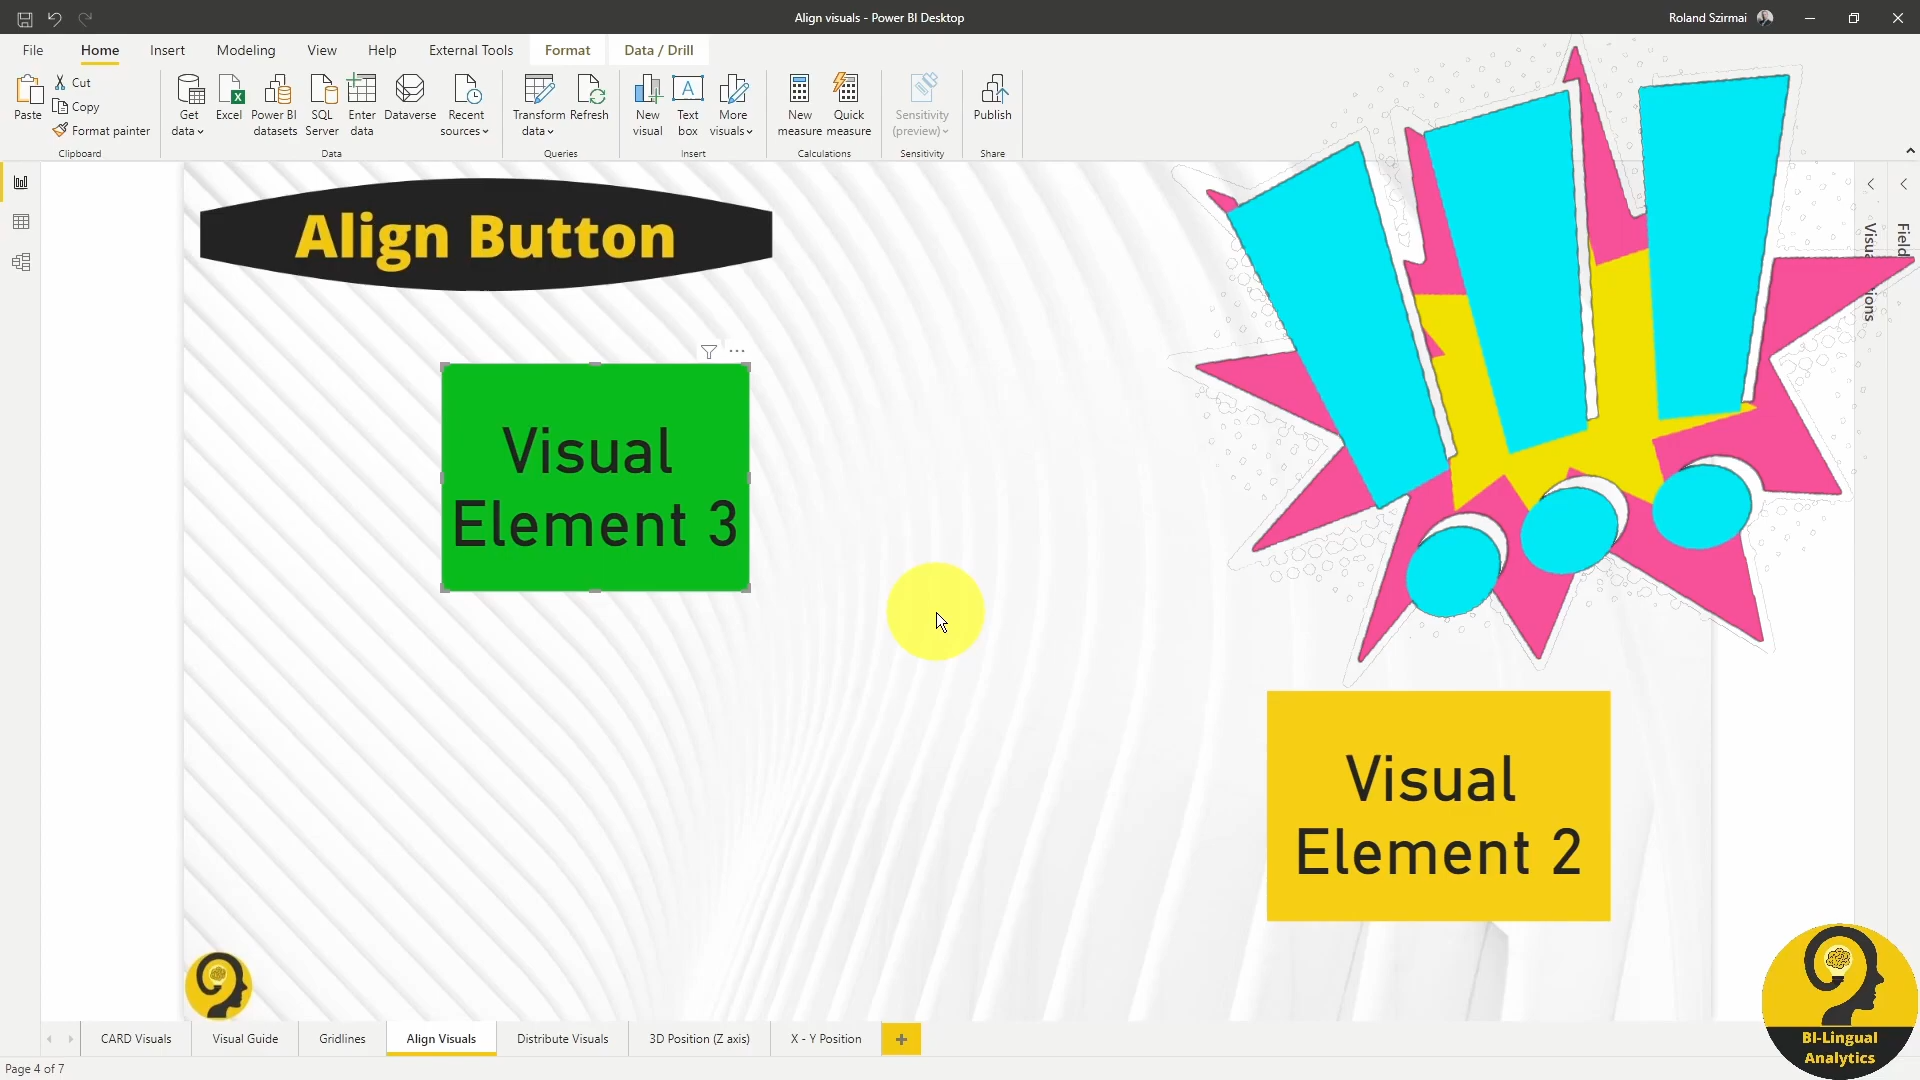 Align visuals - Power BI Desktop
Roland Szirmai
File Home Insert Modeling View Help External Tools Format Data / Drill
Paste
Cut
Copy
Format painter
Clipboard
Get data
Excel
Power BI datasets
SQL Server
Enter data
Dataverse
Recent sources
Data
Transform data
Refresh
Queries
New visual
Text box
More visuals
Insert
New measure
Quick measure
Calculations
Sensitivity (preview)
Sensitivity
Publish
Share
Align Button
Visual
Element 3
Visual
Element 2
CARD Visuals Visual Guide Gridlines Align Visuals Distribute Visuals 3D Position (Z axis) X - Y Position
Page 4 of 7
BI-Lingual
Analytics